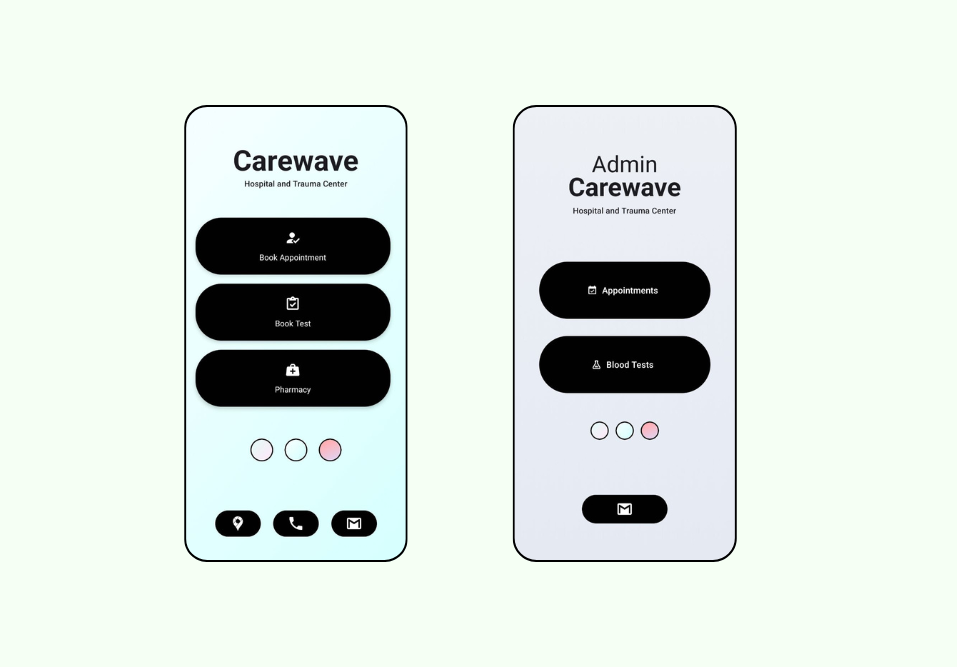 Carewave
Hospital and Trauma Center
Book Appointment
Book Test
Pharmacy
Admin
Carewave
Hospital and Trauma Center
Appointments
Blood Tests